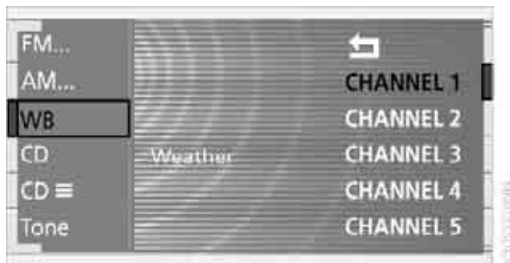 FM...
AM...
WB
CD
CD
Tone
Weather
CHANNEL 1
CHANNEL 2
CHANNEL 3
CHANNEL 4
CHANNEL 5